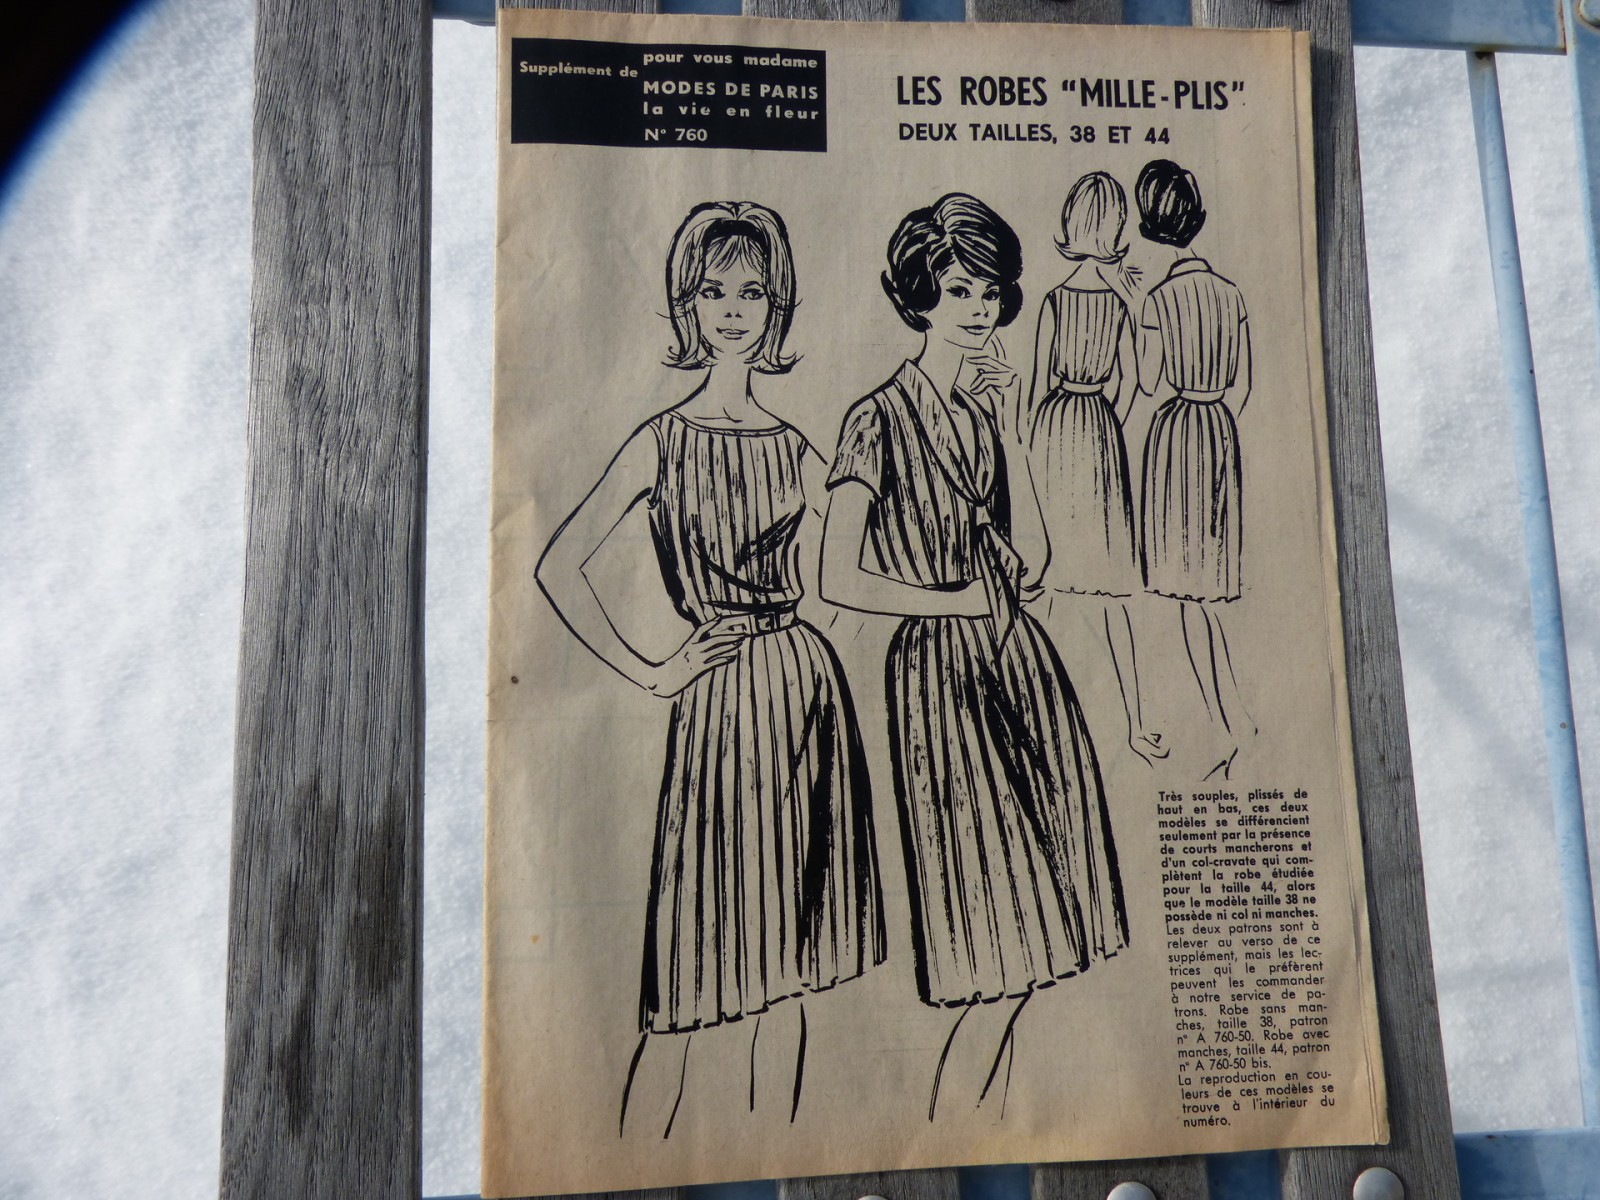 Supplément de
pour vous madame
MODES DE PARIS
la vie en fleur
N° 760
LES ROBES "MILLE-PLIS"
DEUX TAILLES, 38 ET 44
Très souples, plissés de
haut en bas, ces deux
modèles se différencient
seulement par la présence
de courts mancherons et
d'un col-cravate qui com-
plètent la robe étudiée
pour la taille 44, alors
que le modèle taille 38 ne
possède ni col ni manches.
Les deux patrons sont à
relever au verso de ce
supplément, mais les lec-
trices qui le préfèrent
peuvent les commander
à notre service de pa-
trons. Robe sans man-
ches, taille 38, patron
n° A 760-50. Robe avec
manches, taille 44, patron
n° A 760-50 bis.
La reproduction en cou-
leurs de ces modèles se
trouve à l'intérieur du
numéro.